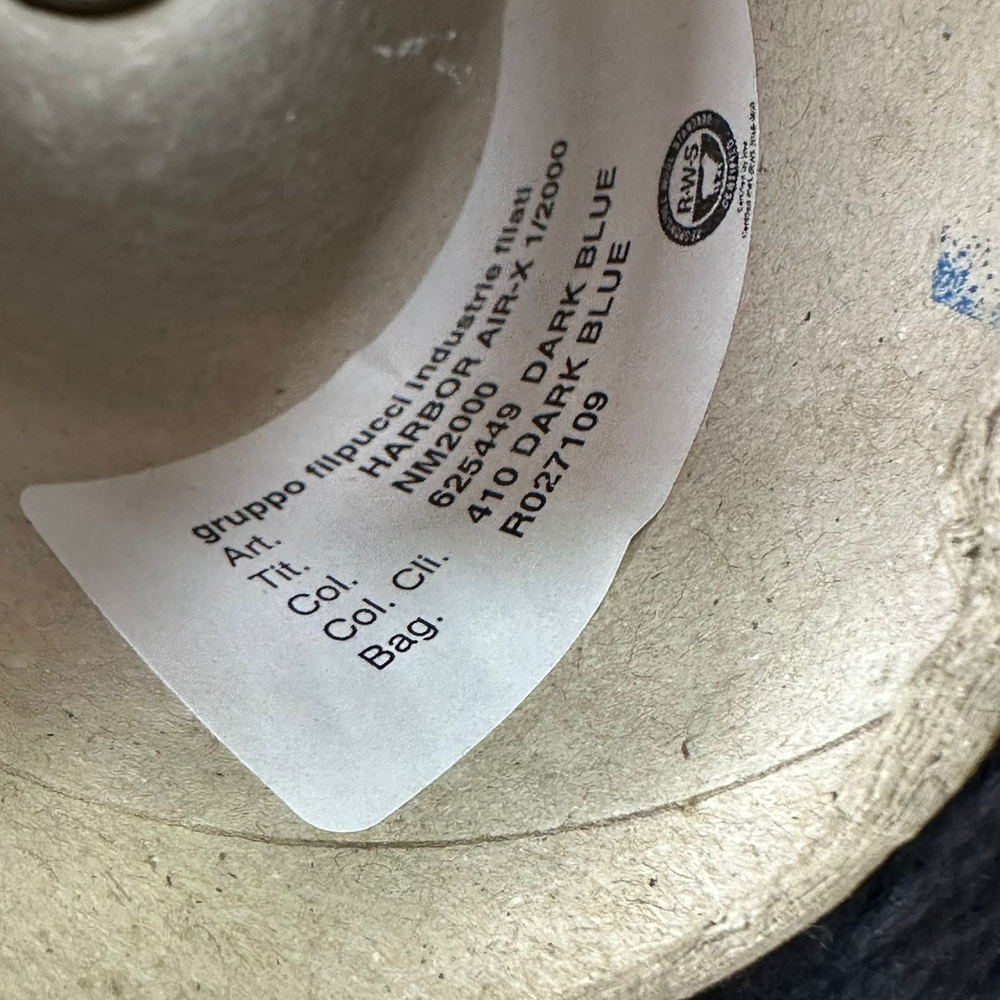 gruppo filpucci industrie filati
Art. HARBOR AIR-X 1/2000
Tit. NM2000
Col. 625449 DARK BLUE
Col. Cli. 410 DARK BLUE
Bag. R027109
R·W·S